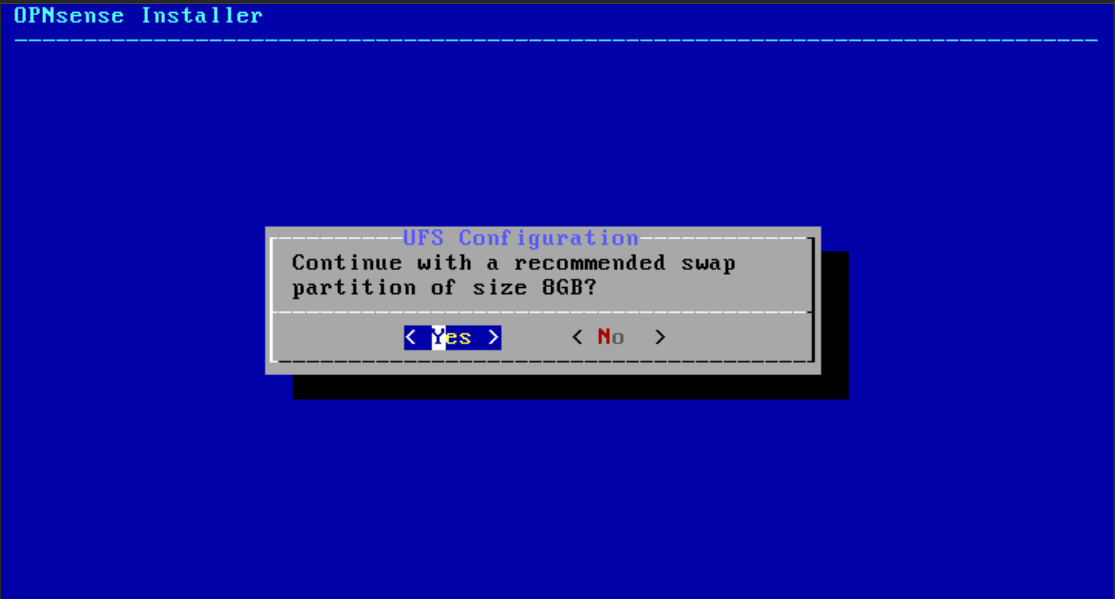 OPNsense Installer
UFS Configuration
Continue with a recommended swap
partition of size 8GB?
< Yes > < No >